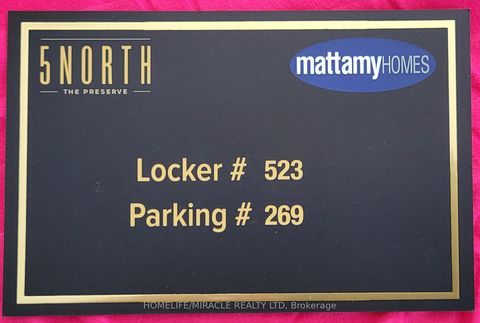 5NORTH
THE PRESERVE
mattamyHOMES
Locker # 523
Parking # 269
HOMELIFE/MIRACLE REALTY LTD, Brokerage